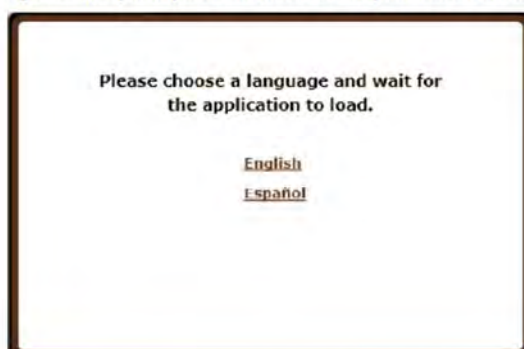 Please choose a language and wait for
the application to load.
English
Español